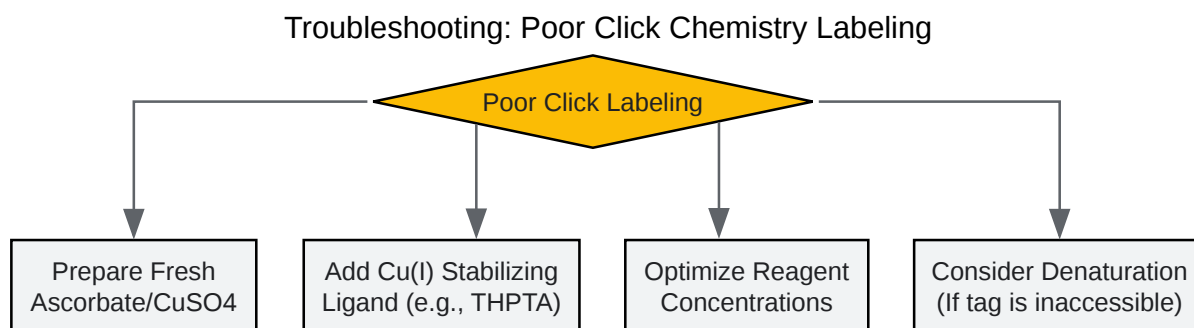 Troubleshooting: Poor Click Chemistry Labeling
Poor Click Labeling
Prepare Fresh
Ascorbate/CuSO4
Add Cu(I) Stabilizing
Ligand (e.g., THPTA)
Optimize Reagent
Concentrations
Consider Denaturation
(If tag is inaccessible)